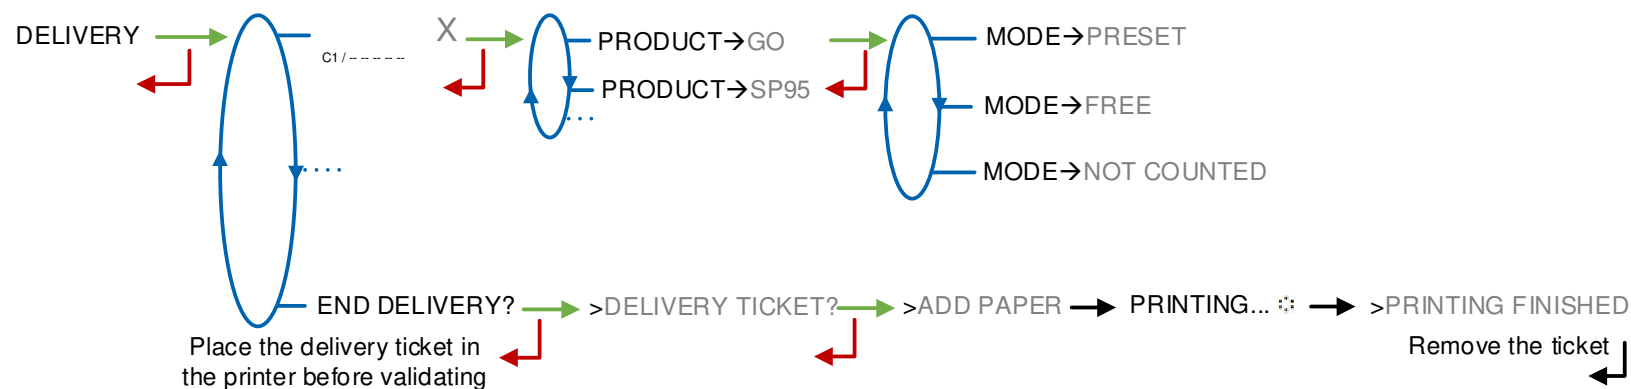 DELIVERY
C1 / -- -- -- -- --
X
PRODUCT→GO
PRODUCT→SP95
...
MODE→PRESET
MODE→FREE
MODE→NOT COUNTED
....
END DELIVERY?
>DELIVERY TICKET?
>ADD PAPER
PRINTING...
>PRINTING FINISHED
Place the delivery ticket in
the printer before validating
Remove the ticket